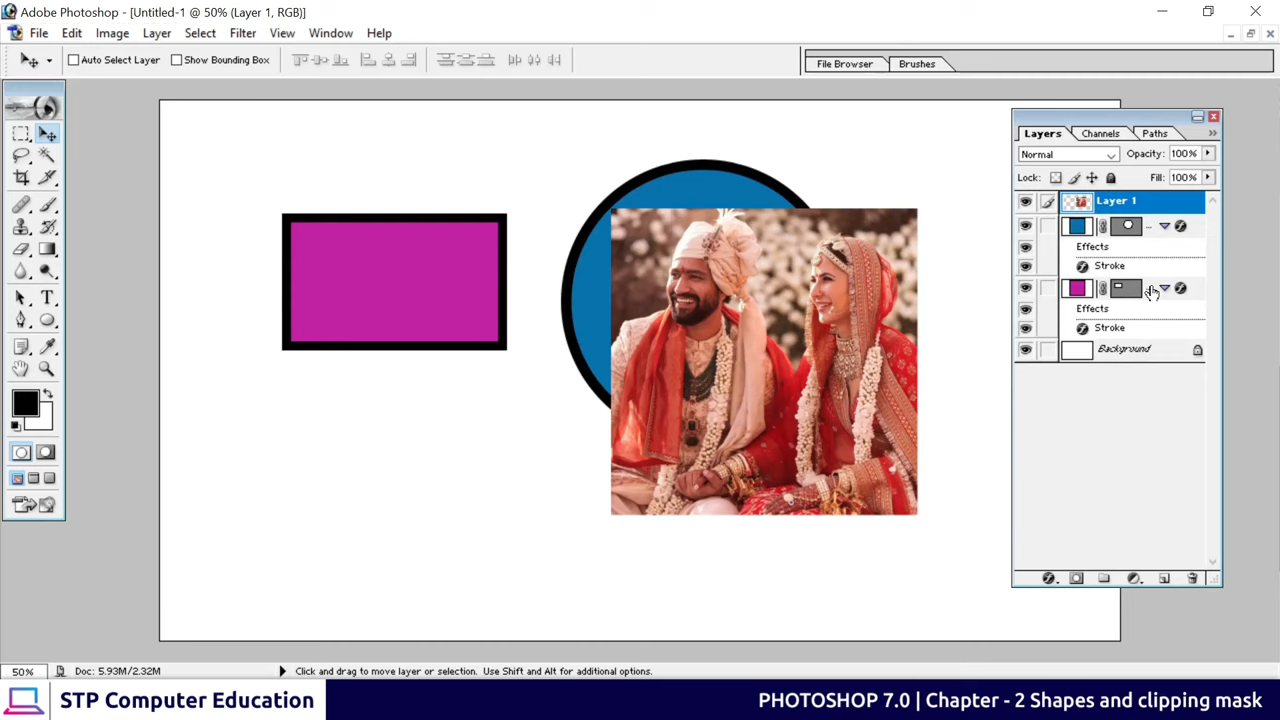 Adobe Photoshop - [Untitled-1 @ 50% (Layer 1, RGB)]
File Edit Image Layer Select Filter View Window Help
Auto Select Layer Show Bounding Box
File Browser Brushes
Layers Channels Paths
Normal Opacity: 100%
Lock: Fill: 100%
Layer 1
Effects
Stroke
Effects
Stroke
Background
T
50% Doc: 5.93M/2.32M Click and drag to move layer or selection. Use Shift and Alt for additional options.
STP Computer Education
PHOTOSHOP 7.0 | Chapter - 2 Shapes and clipping mask